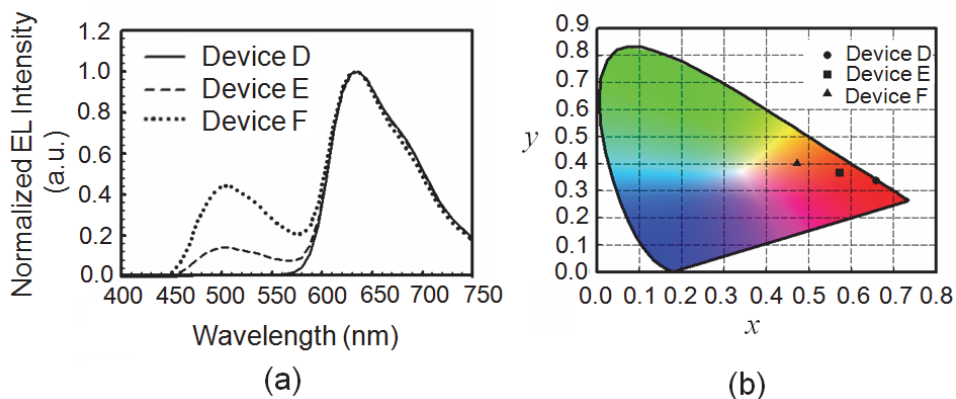 Normalized EL Intensity
(a.u.)
1.2
1.0
0.8
0.6
0.4
0.2
0.0
Device D
Device E
Device F
400 450 500 550 600 650 700 750
Wavelength (nm)
(a)
y
0.9
0.8
0.7
0.6
0.5
0.4
0.3
0.2
0.1
0.0
Device D
Device E
Device F
0.0 0.1 0.2 0.3 0.4 0.5 0.6 0.7 0.8
x
(b)